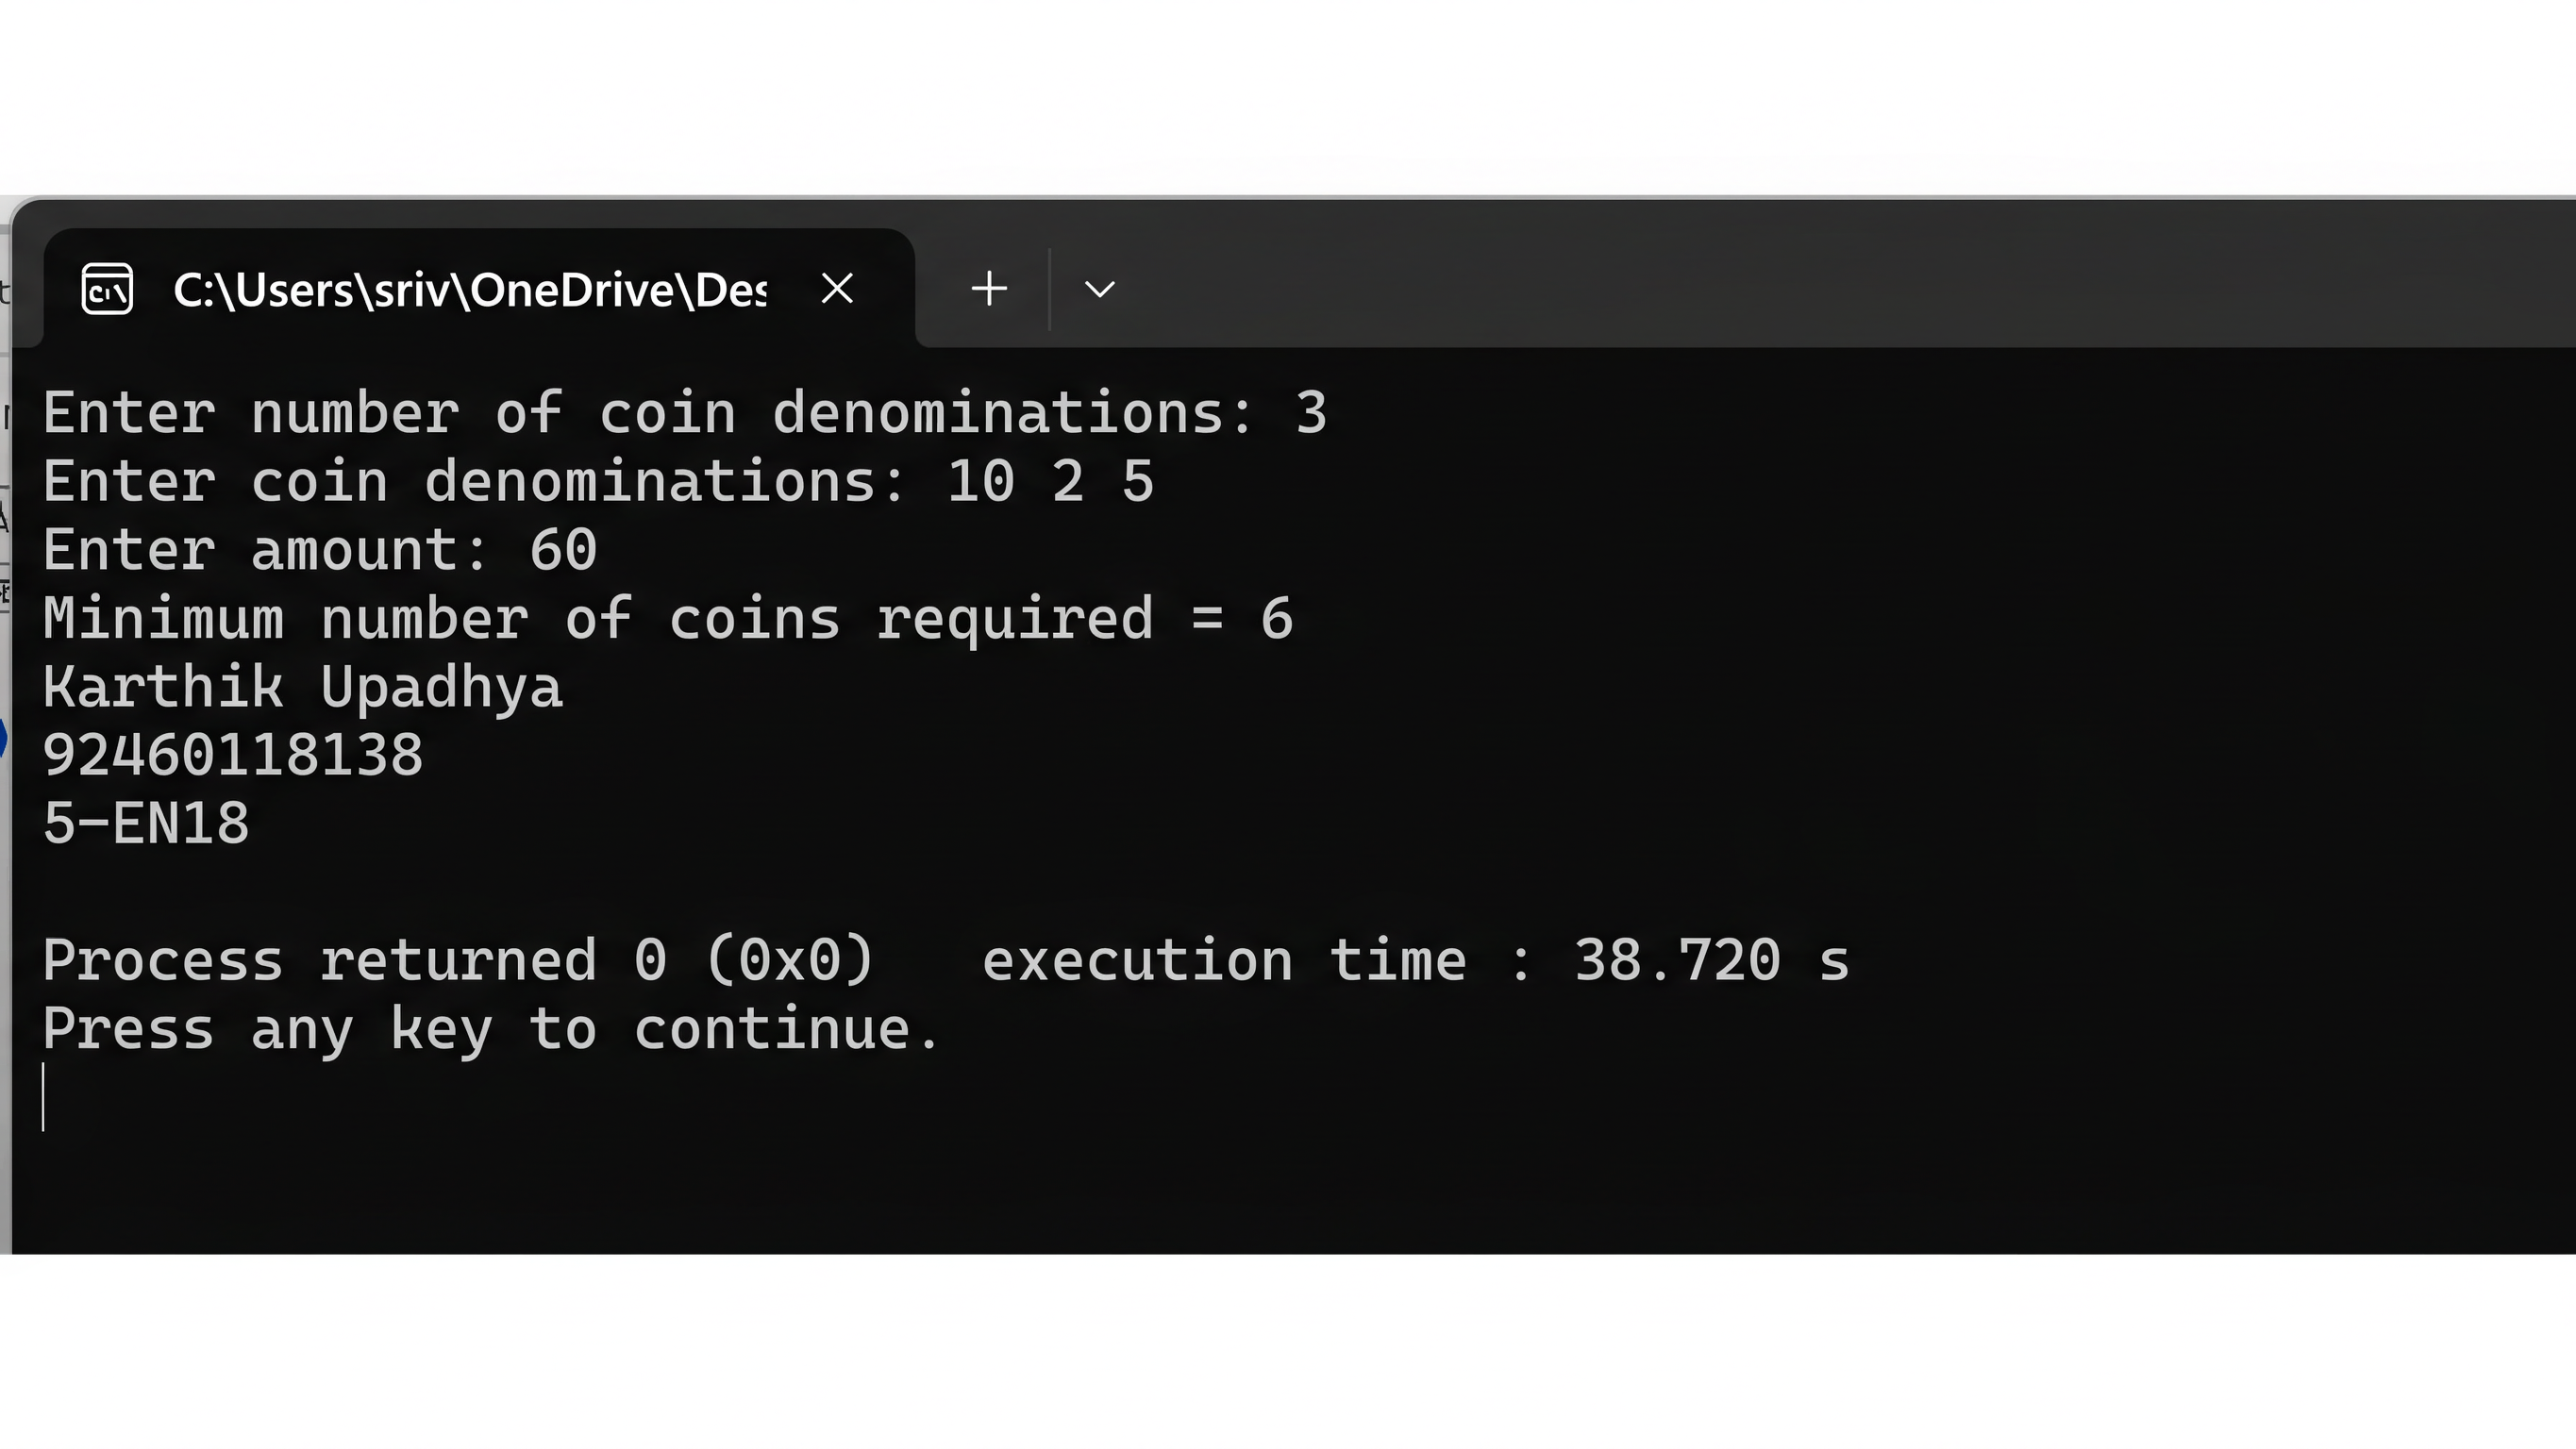 C:\Users\sriv\OneDrive\Des
Enter number of coin denominations: 3
Enter coin denominations: 10 2 5
Enter amount: 60
Minimum number of coins required = 6
Karthik Upadhya
92460118138
5-EN18
Process returned 0 (0x0)   execution time : 38.720 s
Press any key to continue.